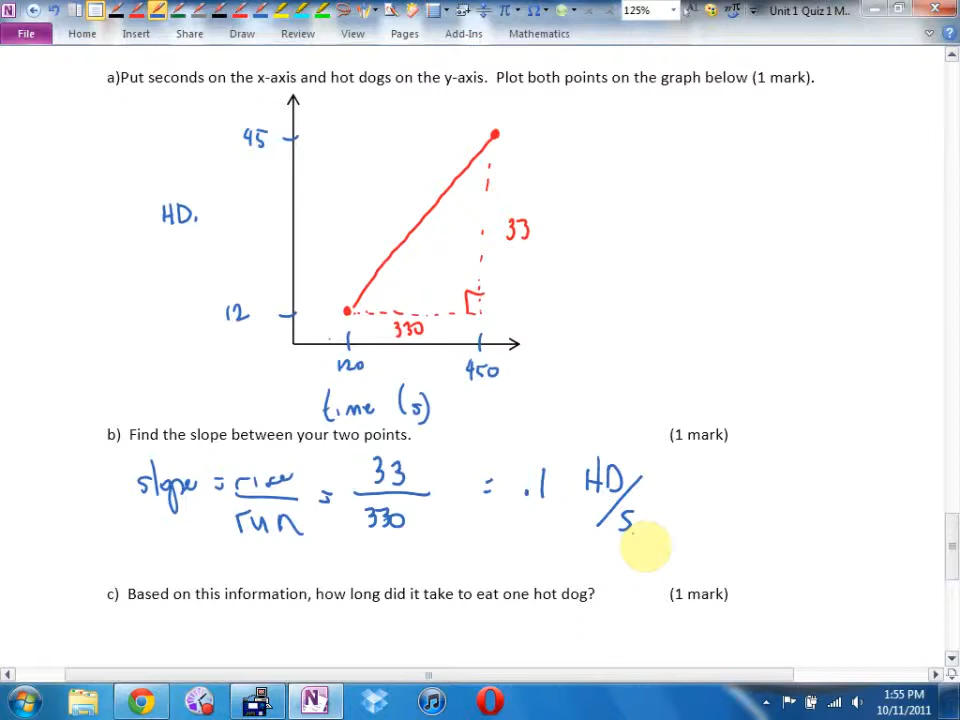 125%
Unit 1 Quiz 1 M..
File Home Insert Share Draw Review View Pages Add-Ins Mathematics
a)Put seconds on the x-axis and hot dogs on the y-axis. Plot both points on the graph below (1 mark).
45
HD.
33
12
330
120
450
time (s)
b) Find the slope between your two points. (1 mark)
slope = rise = 33 = .1 HD/s
run 330
c) Based on this information, how long did it take to eat one hot dog? (1 mark)
1:55 PM
10/11/2011